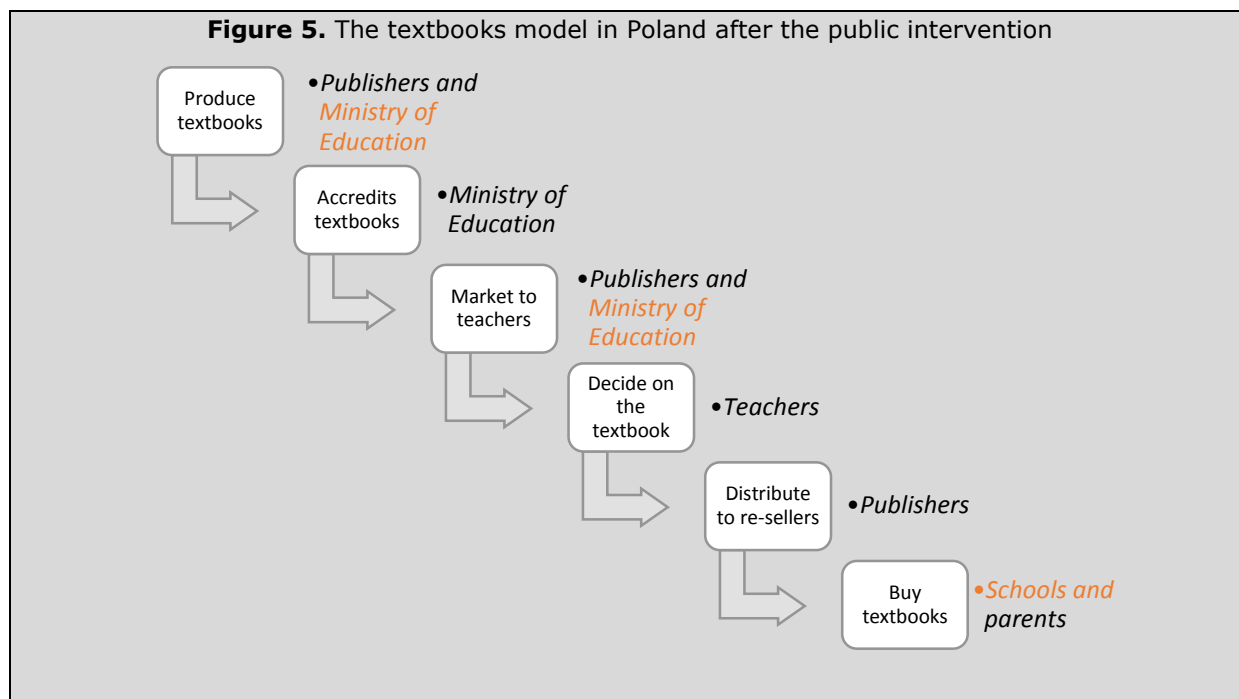 Figure 5. The textbooks model in Poland after the public intervention
Produce
textbooks
•Publishers and
Ministry of
Education
Accredits
textbooks
•Ministry of
Education
Market to
teachers
•Publishers and
Ministry of
Education
Decide on
the
textbook
•Teachers
Distribute
to re-sellers
•Publishers
Buy
textbooks
•Schools and
parents